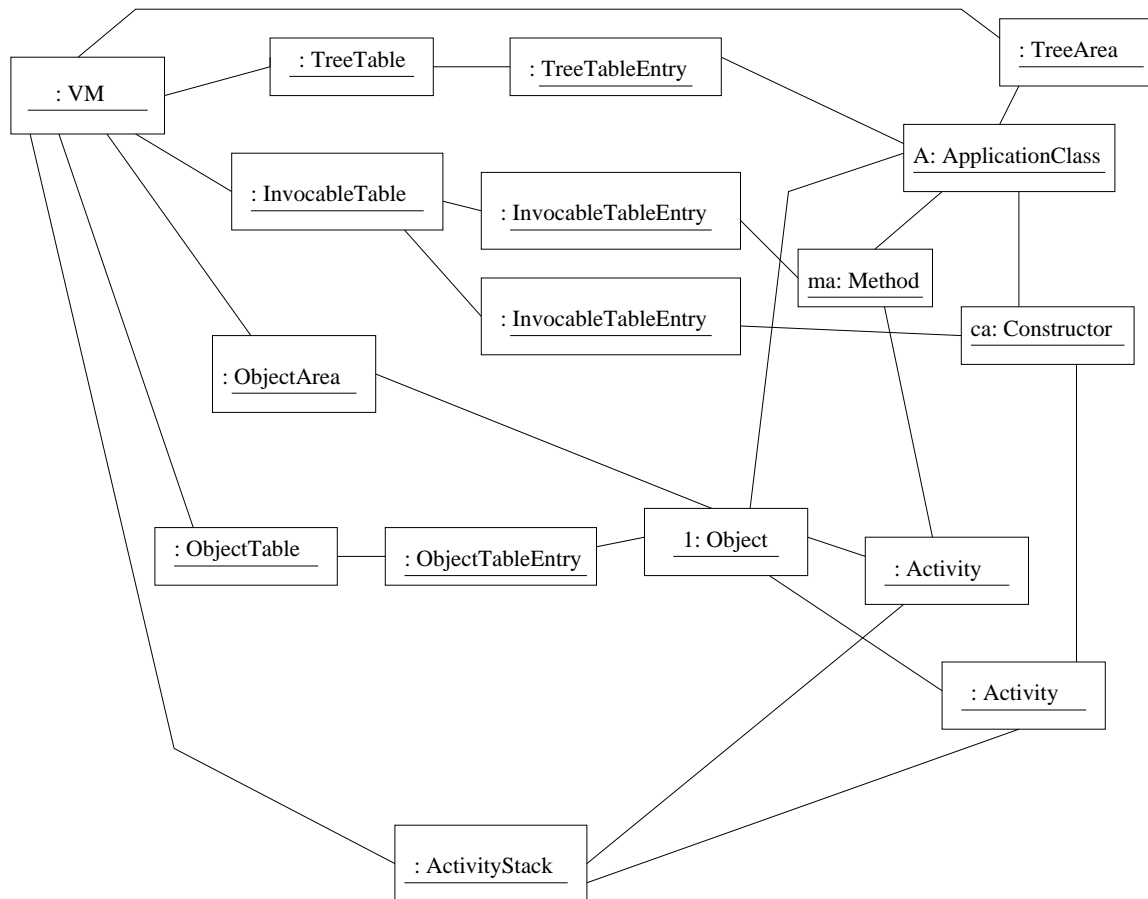 : TreeArea
: TreeTable
: TreeTableEntry
: VM
A: ApplicationClass
: InvocableTable
: InvocableTableEntry
ma: Method
: InvocableTableEntry
ca: Constructor
: ObjectArea
1: Object
: ObjectTable
: ObjectTableEntry
: Activity
: Activity
: ActivityStack